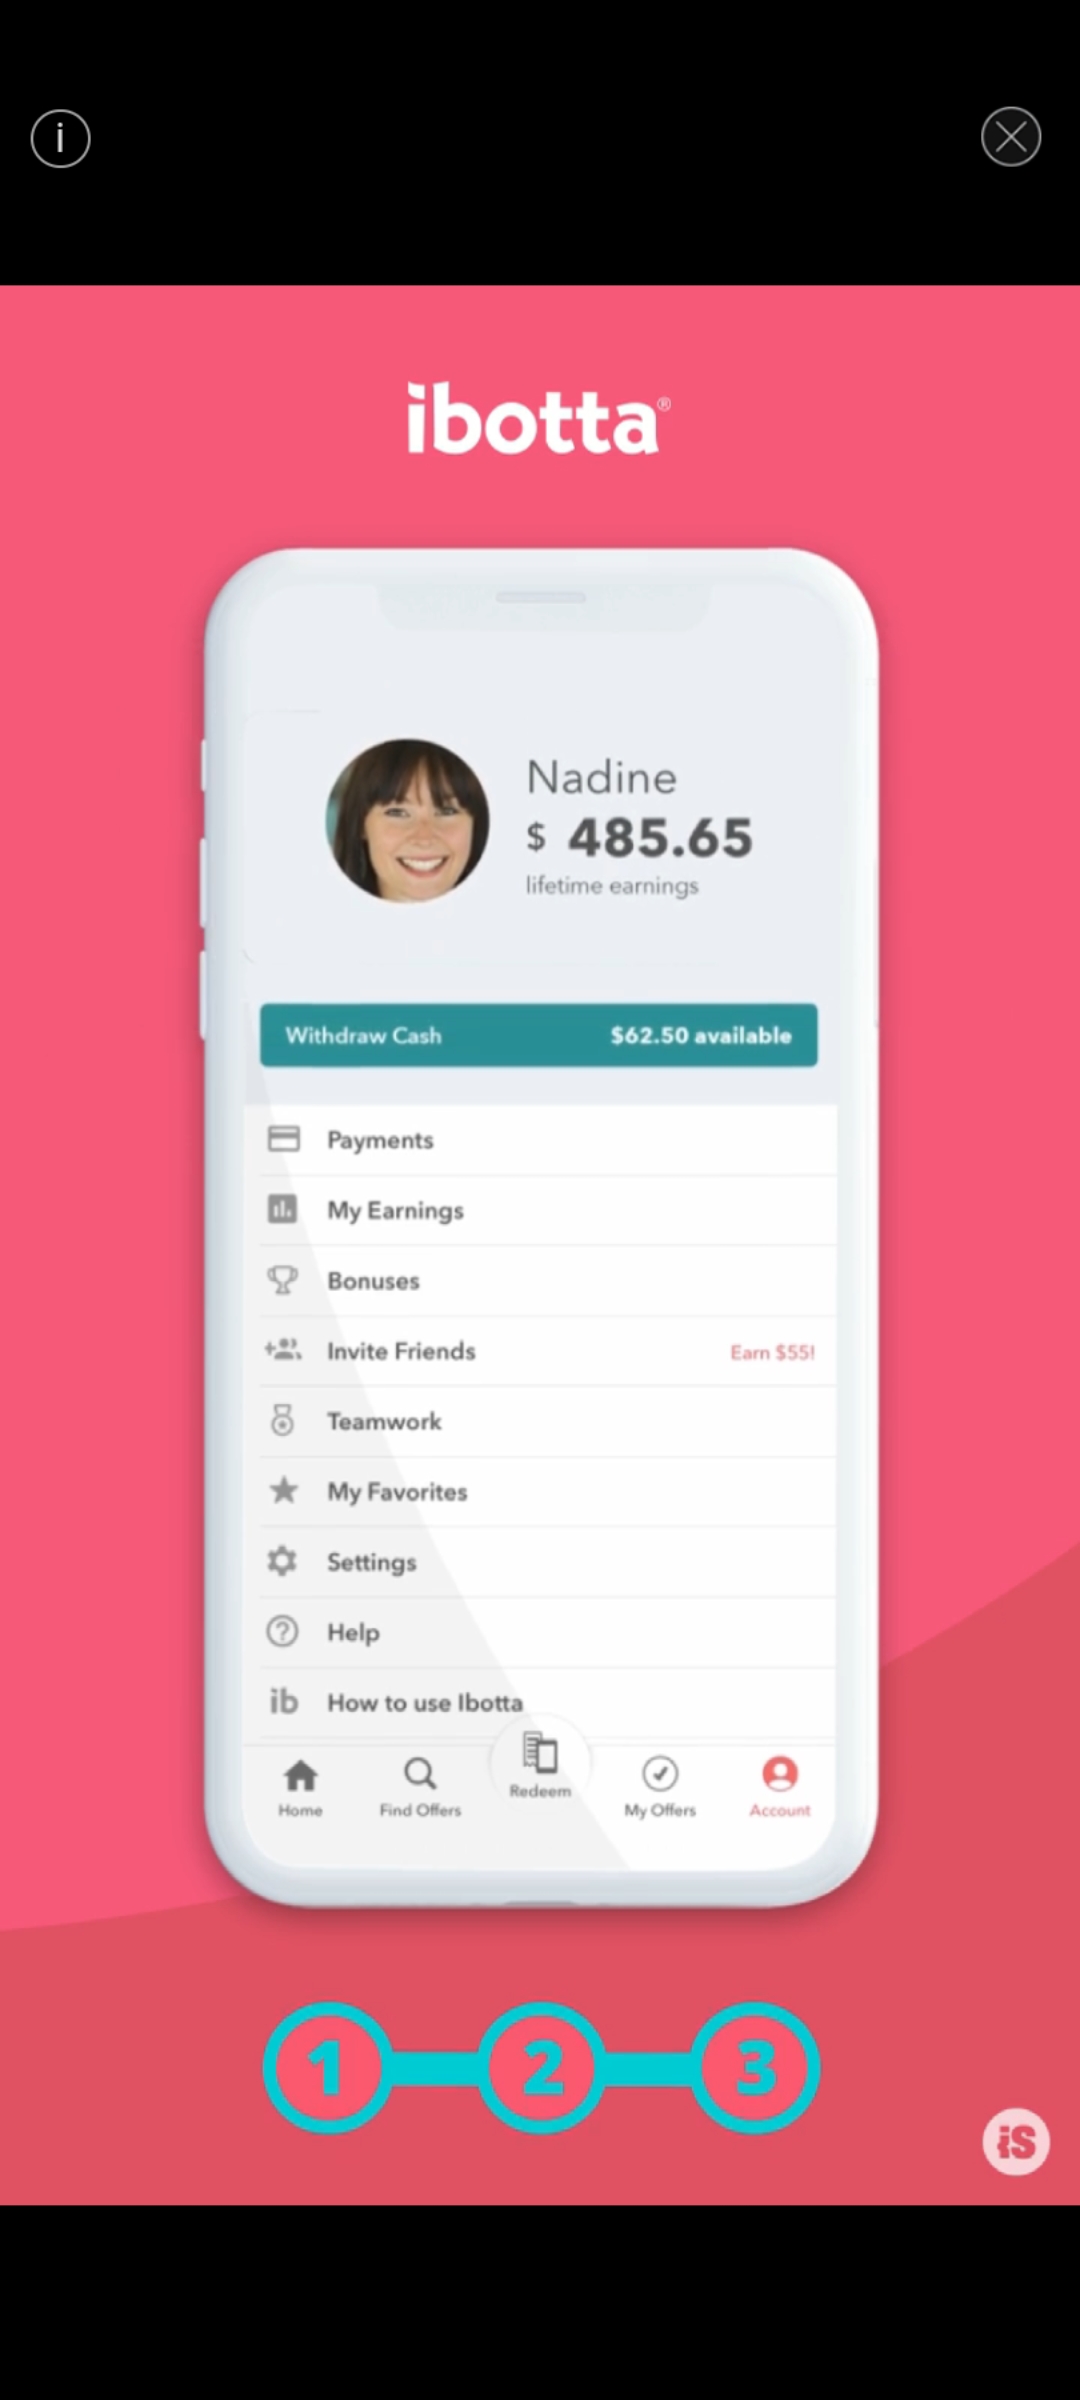 i
ibotta®
Nadine
$ 485.65
lifetime earnings
Withdraw Cash $62.50 available
Payments
My Earnings
Bonuses
Invite Friends Earn $55!
Teamwork
My Favorites
Settings
Help
ib How to use Ibotta
Redeem
Home Find Offers My Offers Account
1 2 3
iS